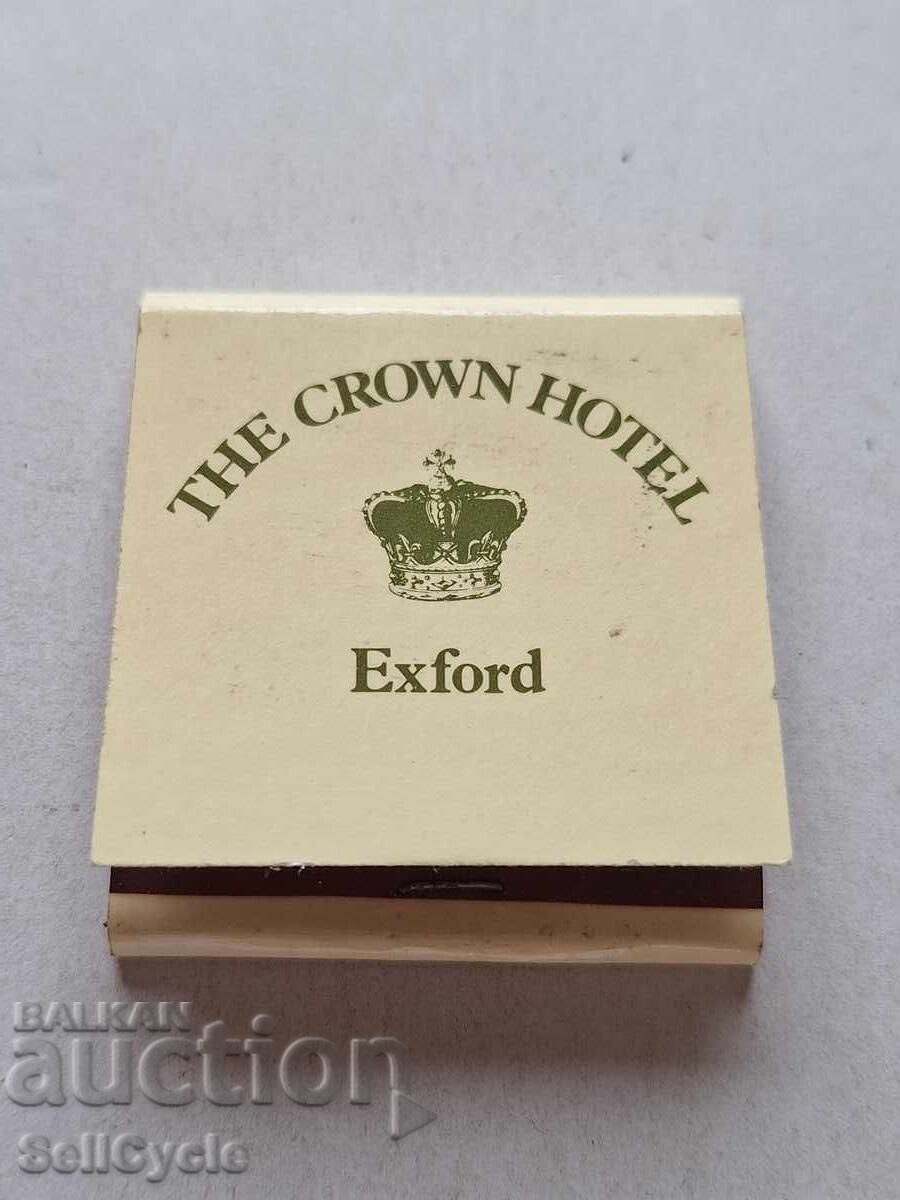 THE CROWN HOTEL
Exford
BALKAN
auction
SellCycle